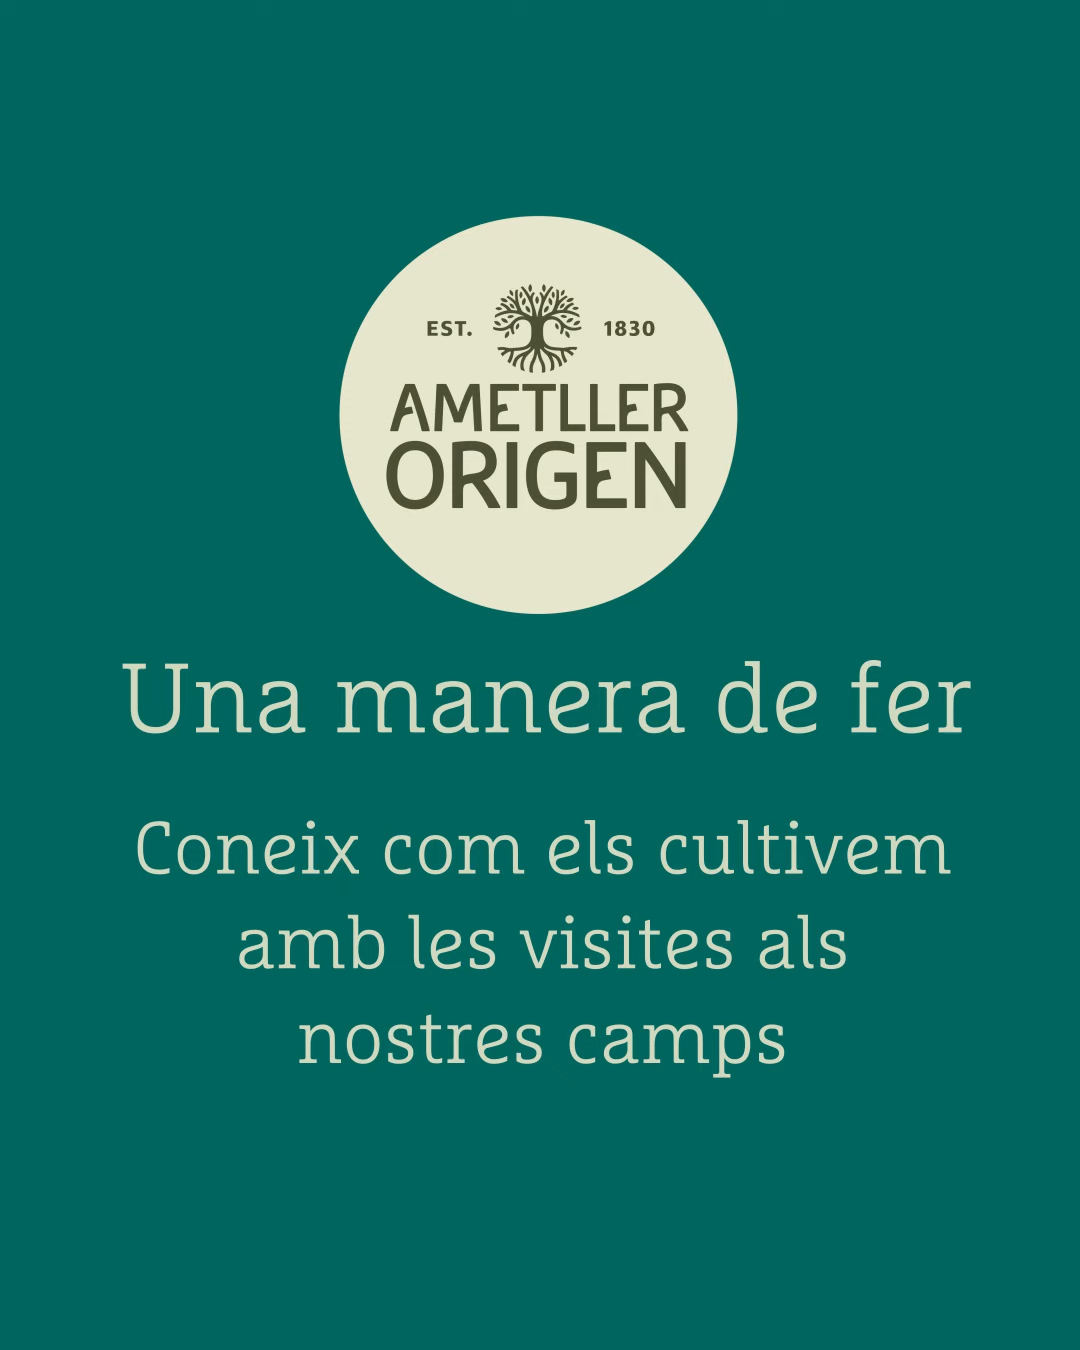 EST. 1830
AMETLLER
ORIGEN
Una manera de fer
Coneix com els cultivem
amb les visites als
nostres camps